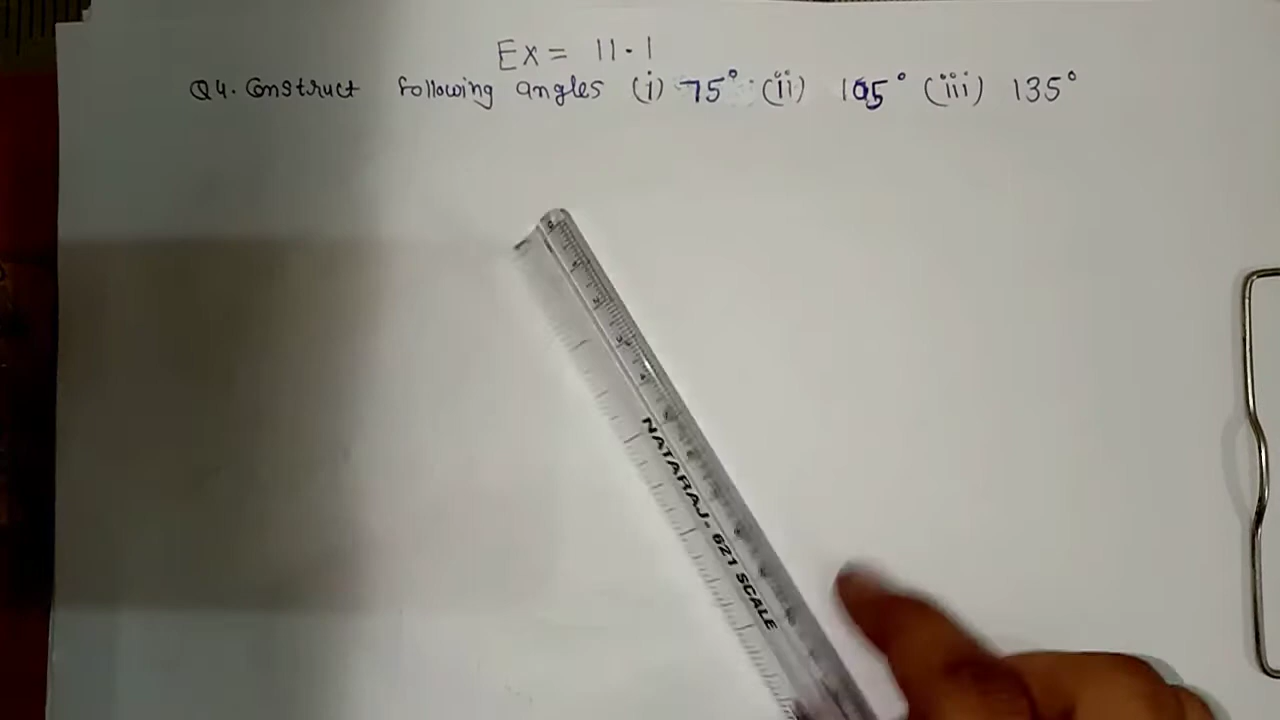 Ex = 11.1
Q4. Construct following angles (i) 75° (ii) 105° (iii) 135°
NATARAJ. 621 SCALE